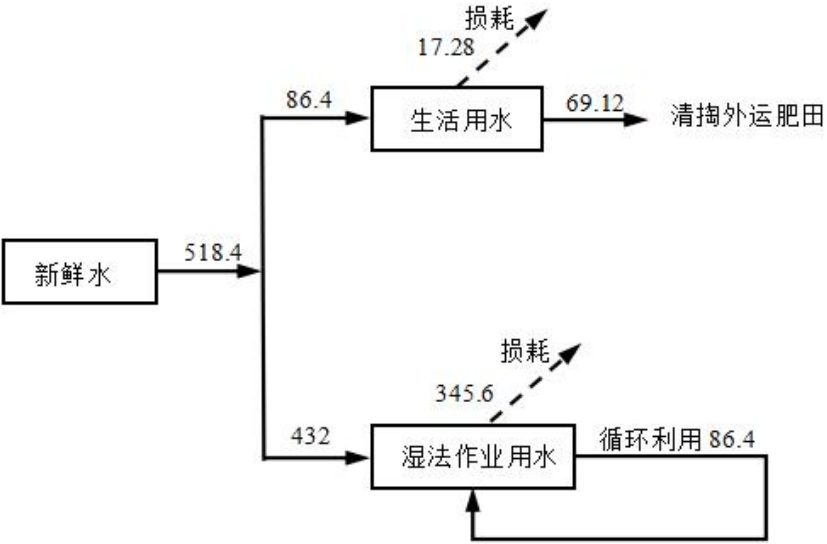 损耗
17.28
86.4
生活用水
69.12
清掏外运肥田
新鲜水
518.4
损耗
345.6
432
湿法作业用水
循环利用 86.4